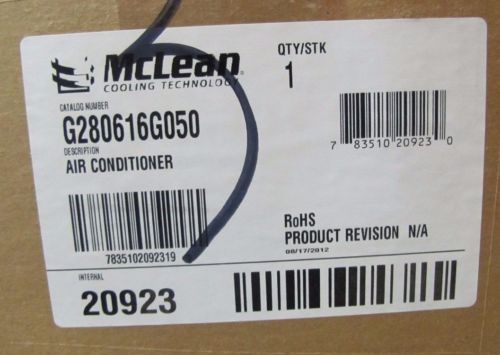 McLean
COOLING TECHNOLOGY
QTY/STK
1
CATALOG NUMBER
G280616G050
DESCRIPTION
AIR CONDITIONER
7 83510 20923 0
7835102092319
RoHS
PRODUCT REVISION N/A
08/17/2012
INTERNAL
20923